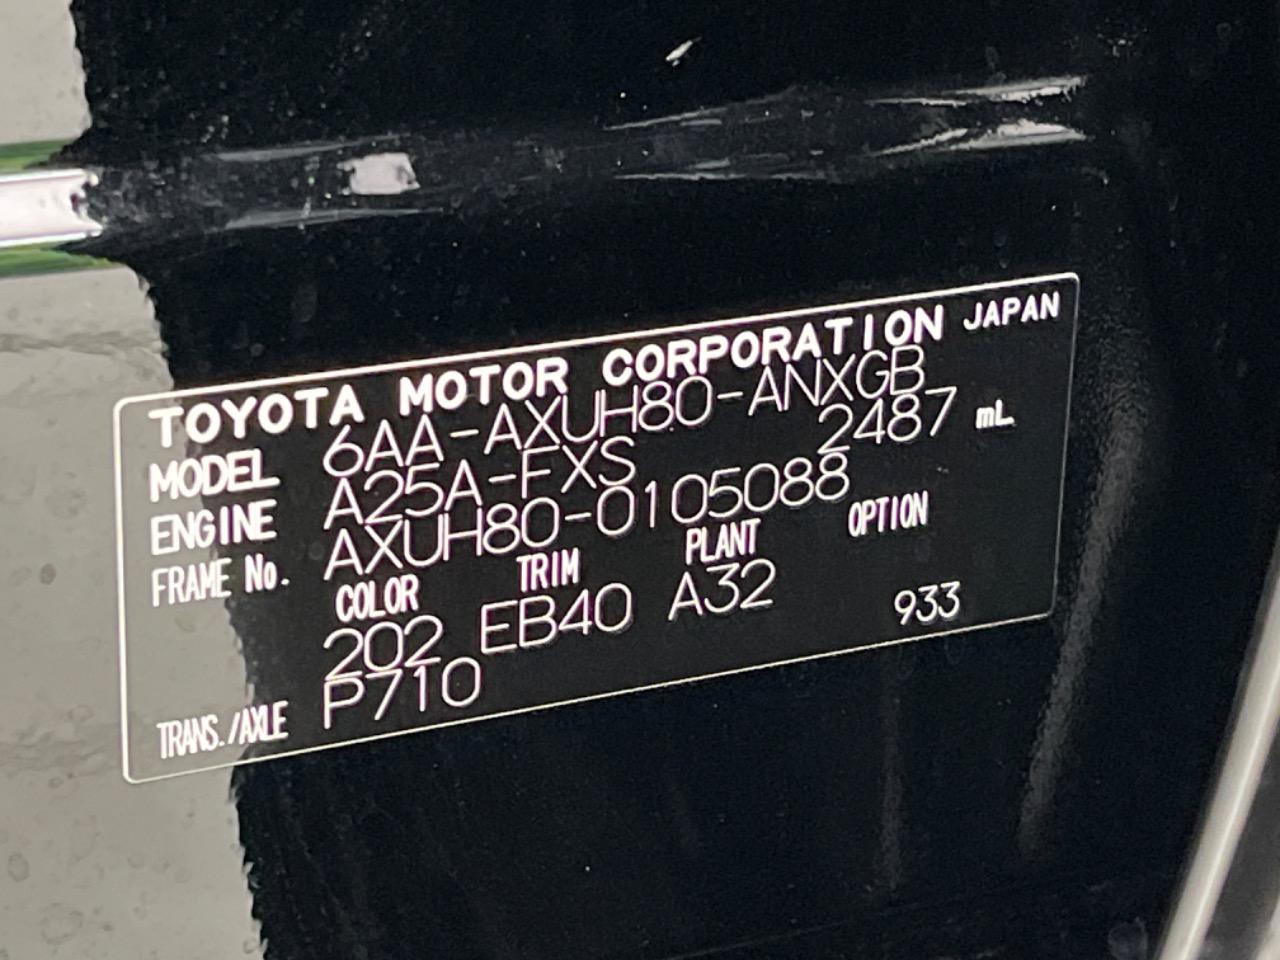 TOYOTA MOTOR CORPORATION JAPAN
MODEL 6AA-AXUH80-ANXGB
ENGINE A25A-FXS 2487 mL
FRAME No. AXUH80-0105088
COLOR TRIM PLANT OPTION
202 EB40 A32 933
TRANS./AXLE P710